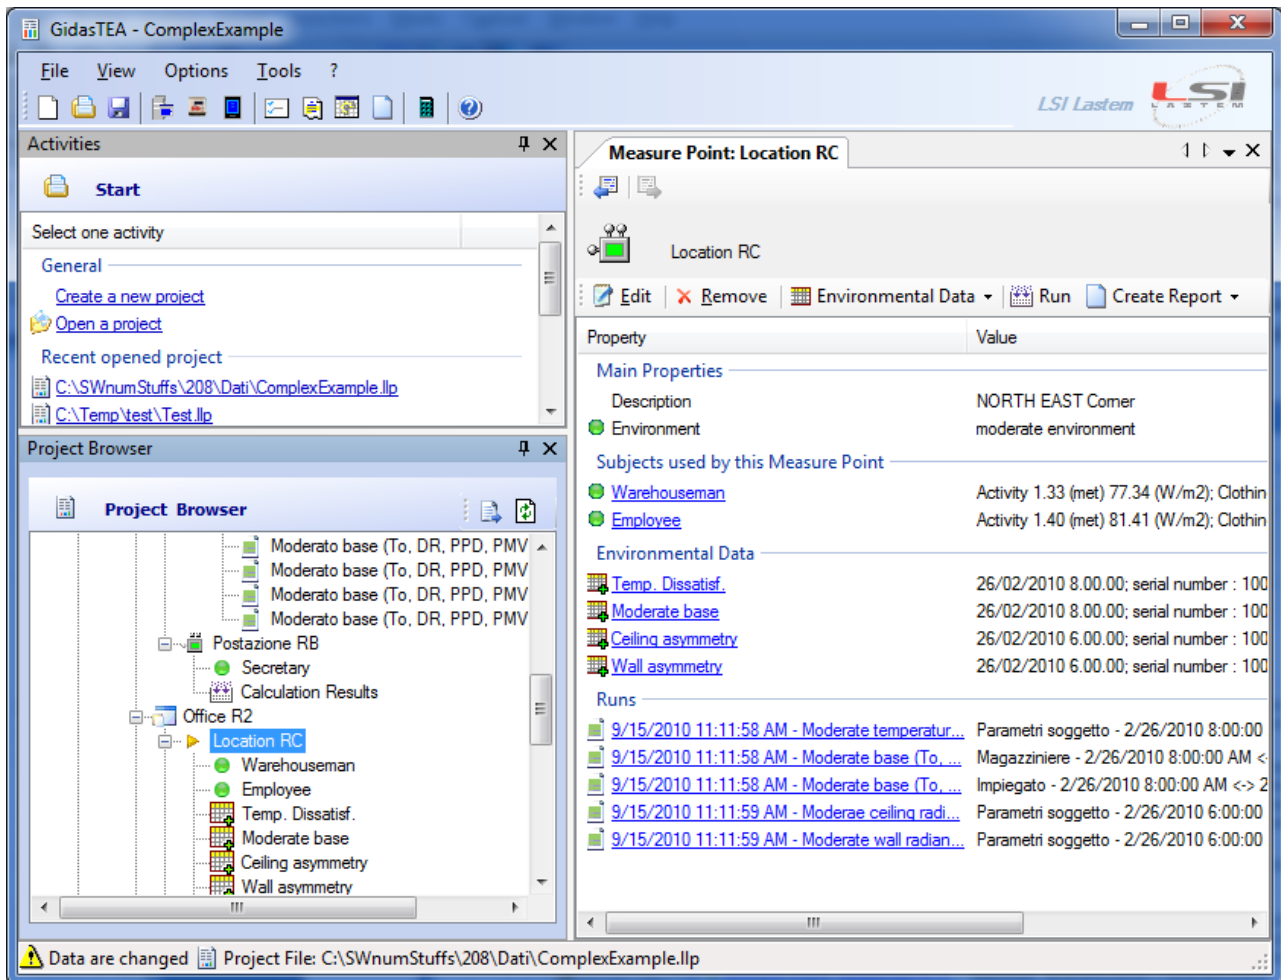 GidasTEA - ComplexExample
File View Options Tools ?
LSI Lastem LSI LASTEM
Activities
Start
Select one activity
General
Create a new project
Open a project
Recent opened project
C:\SWnumStuffs\208\Dati\ComplexExample.llp
C:\Temp\test\Test.llp
Project Browser
Project Browser
Moderato base (To, DR, PPD, PMV
Moderato base (To, DR, PPD, PMV
Moderato base (To, DR, PPD, PMV
Moderato base (To, DR, PPD, PMV
Postazione RB
Secretary
Calculation Results
Office R2
Location RC
Warehouseman
Employee
Temp. Dissatisf.
Moderate base
Ceiling asymmetry
Wall asymmetry
Measure Point: Location RC
Location RC
Edit Remove Environmental Data Run Create Report
Property Value
Main Properties
Description NORTH EAST Corner
Environment moderate environment
Subjects used by this Measure Point
Warehouseman Activity 1.33 (met) 77.34 (W/m2); Clothin
Employee Activity 1.40 (met) 81.41 (W/m2); Clothin
Environmental Data
Temp. Dissatisf. 26/02/2010 8.00.00; serial number : 100
Moderate base 26/02/2010 8.00.00; serial number : 100
Ceiling asymmetry 26/02/2010 6.00.00; serial number : 100
Wall asymmetry 26/02/2010 6.00.00; serial number : 100
Runs
9/15/2010 11:11:58 AM - Moderate temperatur... Parametri soggetto - 2/26/2010 8:00:00
9/15/2010 11:11:58 AM - Moderate base (To, ... Magazziniere - 2/26/2010 8:00:00 AM <-
9/15/2010 11:11:58 AM - Moderate base (To, ... Impiegato - 2/26/2010 8:00:00 AM <-> 2
9/15/2010 11:11:59 AM - Moderae ceiling radi... Parametri soggetto - 2/26/2010 6:00:00
9/15/2010 11:11:59 AM - Moderate wall radian... Parametri soggetto - 2/26/2010 6:00:00
Data are changed Project File: C:\SWnumStuffs\208\Dati\ComplexExample.llp